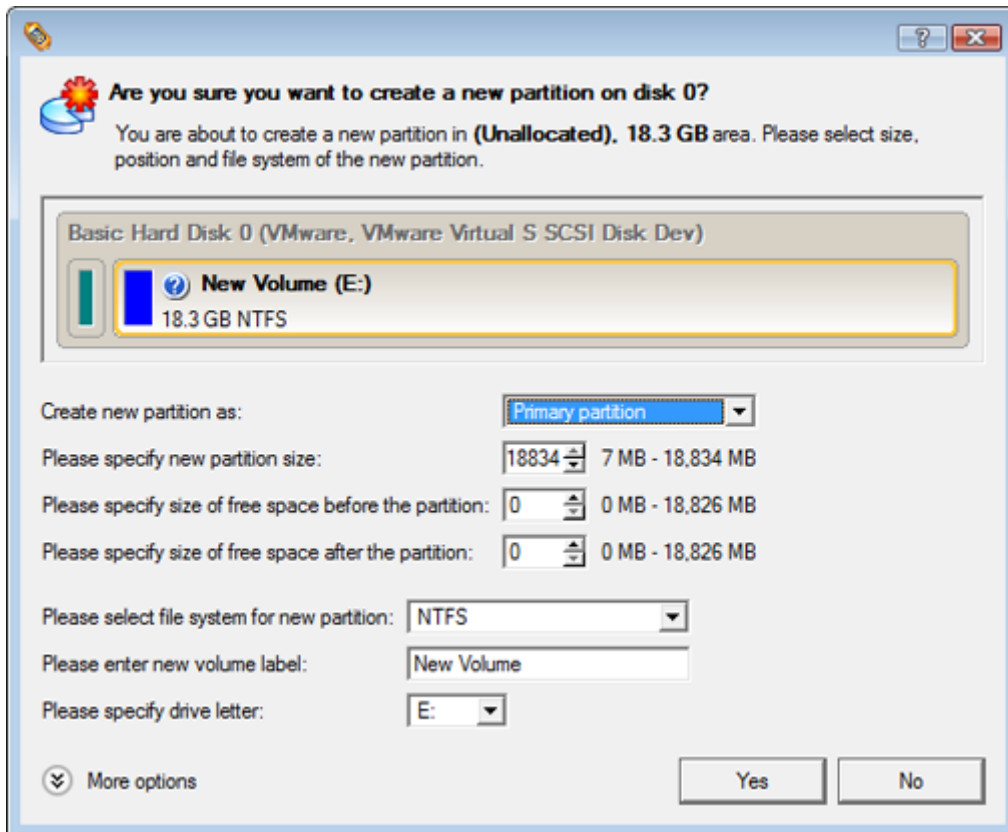 Are you sure you want to create a new partition on disk 0?
You are about to create a new partition in (Unallocated), 18.3 GB area. Please select size,
position and file system of the new partition.
Basic Hard Disk 0 (VMware, VMware Virtual S SCSI Disk Dev)
New Volume (E:)
18.3 GB NTFS
Create new partition as: Primary partition
Please specify new partition size: 18834 7 MB - 18,834 MB
Please specify size of free space before the partition: 0 0 MB - 18,826 MB
Please specify size of free space after the partition: 0 0 MB - 18,826 MB
Please select file system for new partition: NTFS
Please enter new volume label: New Volume
Please specify drive letter: E:
More options Yes No